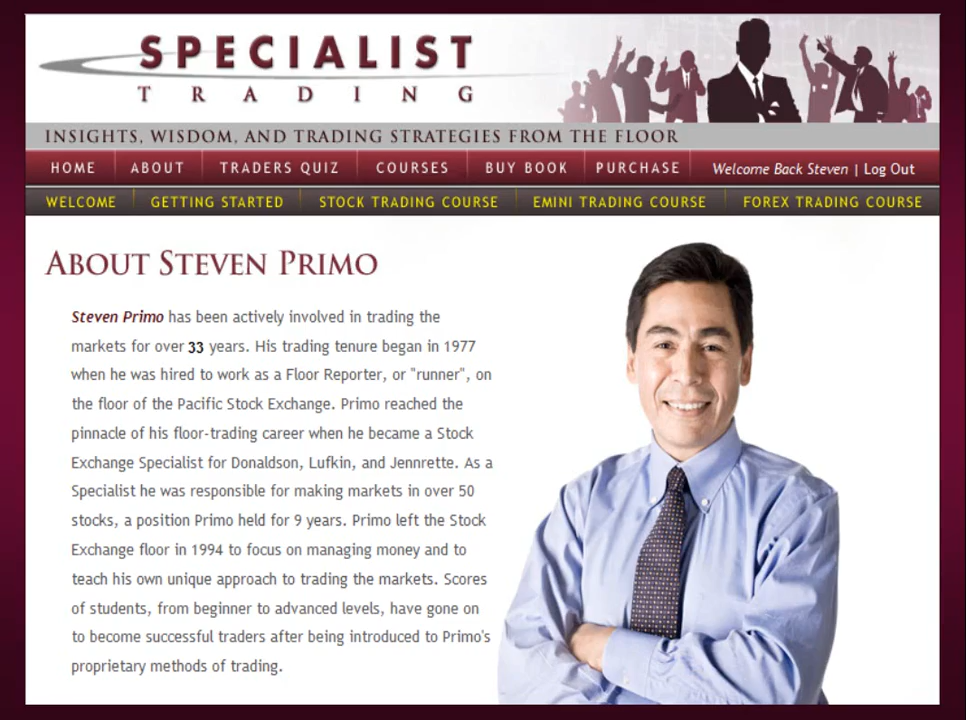 SPECIALIST
TRADING
INSIGHTS, WISDOM, AND TRADING STRATEGIES FROM THE FLOOR
HOME ABOUT TRADERS QUIZ COURSES BUY BOOK PURCHASE Welcome Back Steven | Log Out
WELCOME GETTING STARTED STOCK TRADING COURSE EMINI TRADING COURSE FOREX TRADING COURSE
ABOUT STEVEN PRIMO
Steven Primo has been actively involved in trading the
markets for over 33 years. His trading tenure began in 1977
when he was hired to work as a Floor Reporter, or "runner", on
the floor of the Pacific Stock Exchange. Primo reached the
pinnacle of his floor-trading career when he became a Stock
Exchange Specialist for Donaldson, Lufkin, and Jennrette. As a
Specialist he was responsible for making markets in over 50
stocks, a position Primo held for 9 years. Primo left the Stock
Exchange floor in 1994 to focus on managing money and to
teach his own unique approach to trading the markets. Scores
of students, from beginner to advanced levels, have gone on
to become successful traders after being introduced to Primo's
proprietary methods of trading.